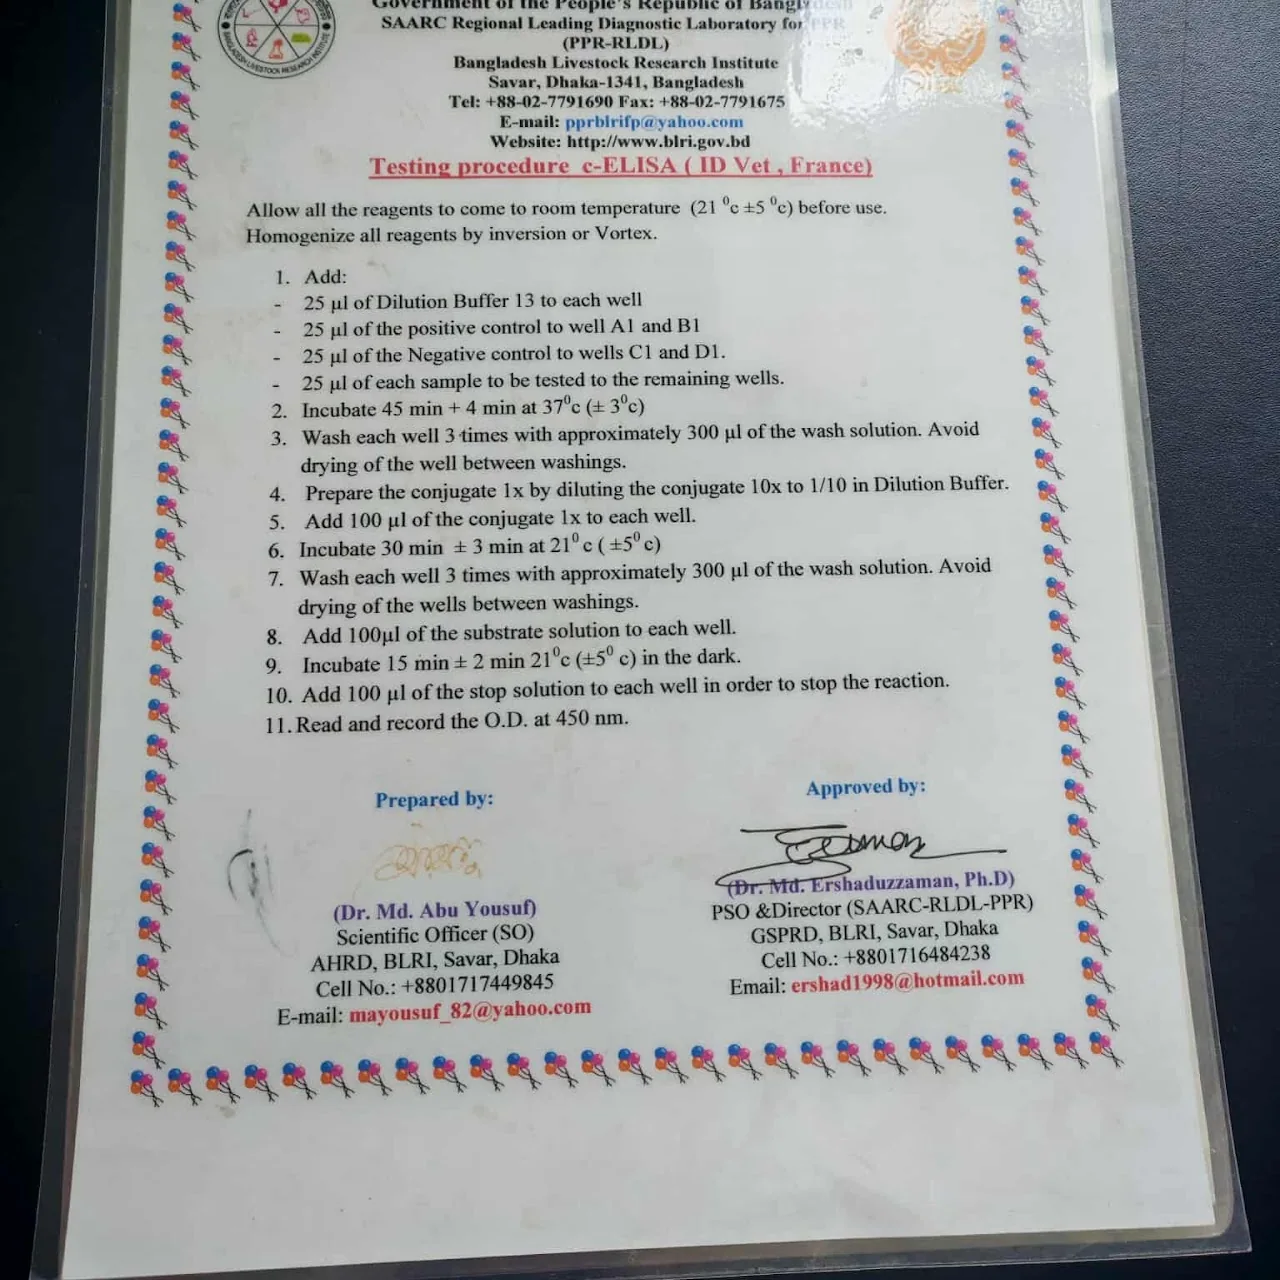 Government of the People's Republic of Bangladesh
SAARC Regional Leading Diagnostic Laboratory for PPR
(PPR-RLDL)
Bangladesh Livestock Research Institute
Savar, Dhaka-1341, Bangladesh
Tel: +88-02-7791690 Fax: +88-02-7791675
E-mail: pprblrifp@yahoo.com
Website: http://www.blri.gov.bd
BANGLADESH LIVESTOCK RESEARCH INSTITUTE
Testing procedure c-ELISA ( ID Vet , France)
Allow all the reagents to come to room temperature (21 ⁰c ±5 ⁰c) before use.
Homogenize all reagents by inversion or Vortex.
1. Add:
- 25 µl of Dilution Buffer 13 to each well
- 25 µl of the positive control to well A1 and B1
- 25 µl of the Negative control to wells C1 and D1.
- 25 µl of each sample to be tested to the remaining wells.
2. Incubate 45 min + 4 min at 37⁰c (± 3⁰c)
3. Wash each well 3 times with approximately 300 µl of the wash solution. Avoid
drying of the well between washings.
4. Prepare the conjugate 1x by diluting the conjugate 10x to 1/10 in Dilution Buffer.
5. Add 100 µl of the conjugate 1x to each well.
6. Incubate 30 min ± 3 min at 21⁰ c ( ±5⁰ c)
7. Wash each well 3 times with approximately 300 µl of the wash solution. Avoid
drying of the wells between washings.
8. Add 100µl of the substrate solution to each well.
9. Incubate 15 min ± 2 min 21⁰c (±5⁰ c) in the dark.
10. Add 100 µl of the stop solution to each well in order to stop the reaction.
11. Read and record the O.D. at 450 nm.
Prepared by:
(Dr. Md. Abu Yousuf)
Scientific Officer (SO)
AHRD, BLRI, Savar, Dhaka
Cell No.: +8801717449845
E-mail: mayousuf_82@yahoo.com
Approved by:
(Dr. Md. Ershaduzzaman, Ph.D)
PSO &Director (SAARC-RLDL-PPR)
GSPRD, BLRI, Savar, Dhaka
Cell No.: +8801716484238
Email: ershad1998@hotmail.com